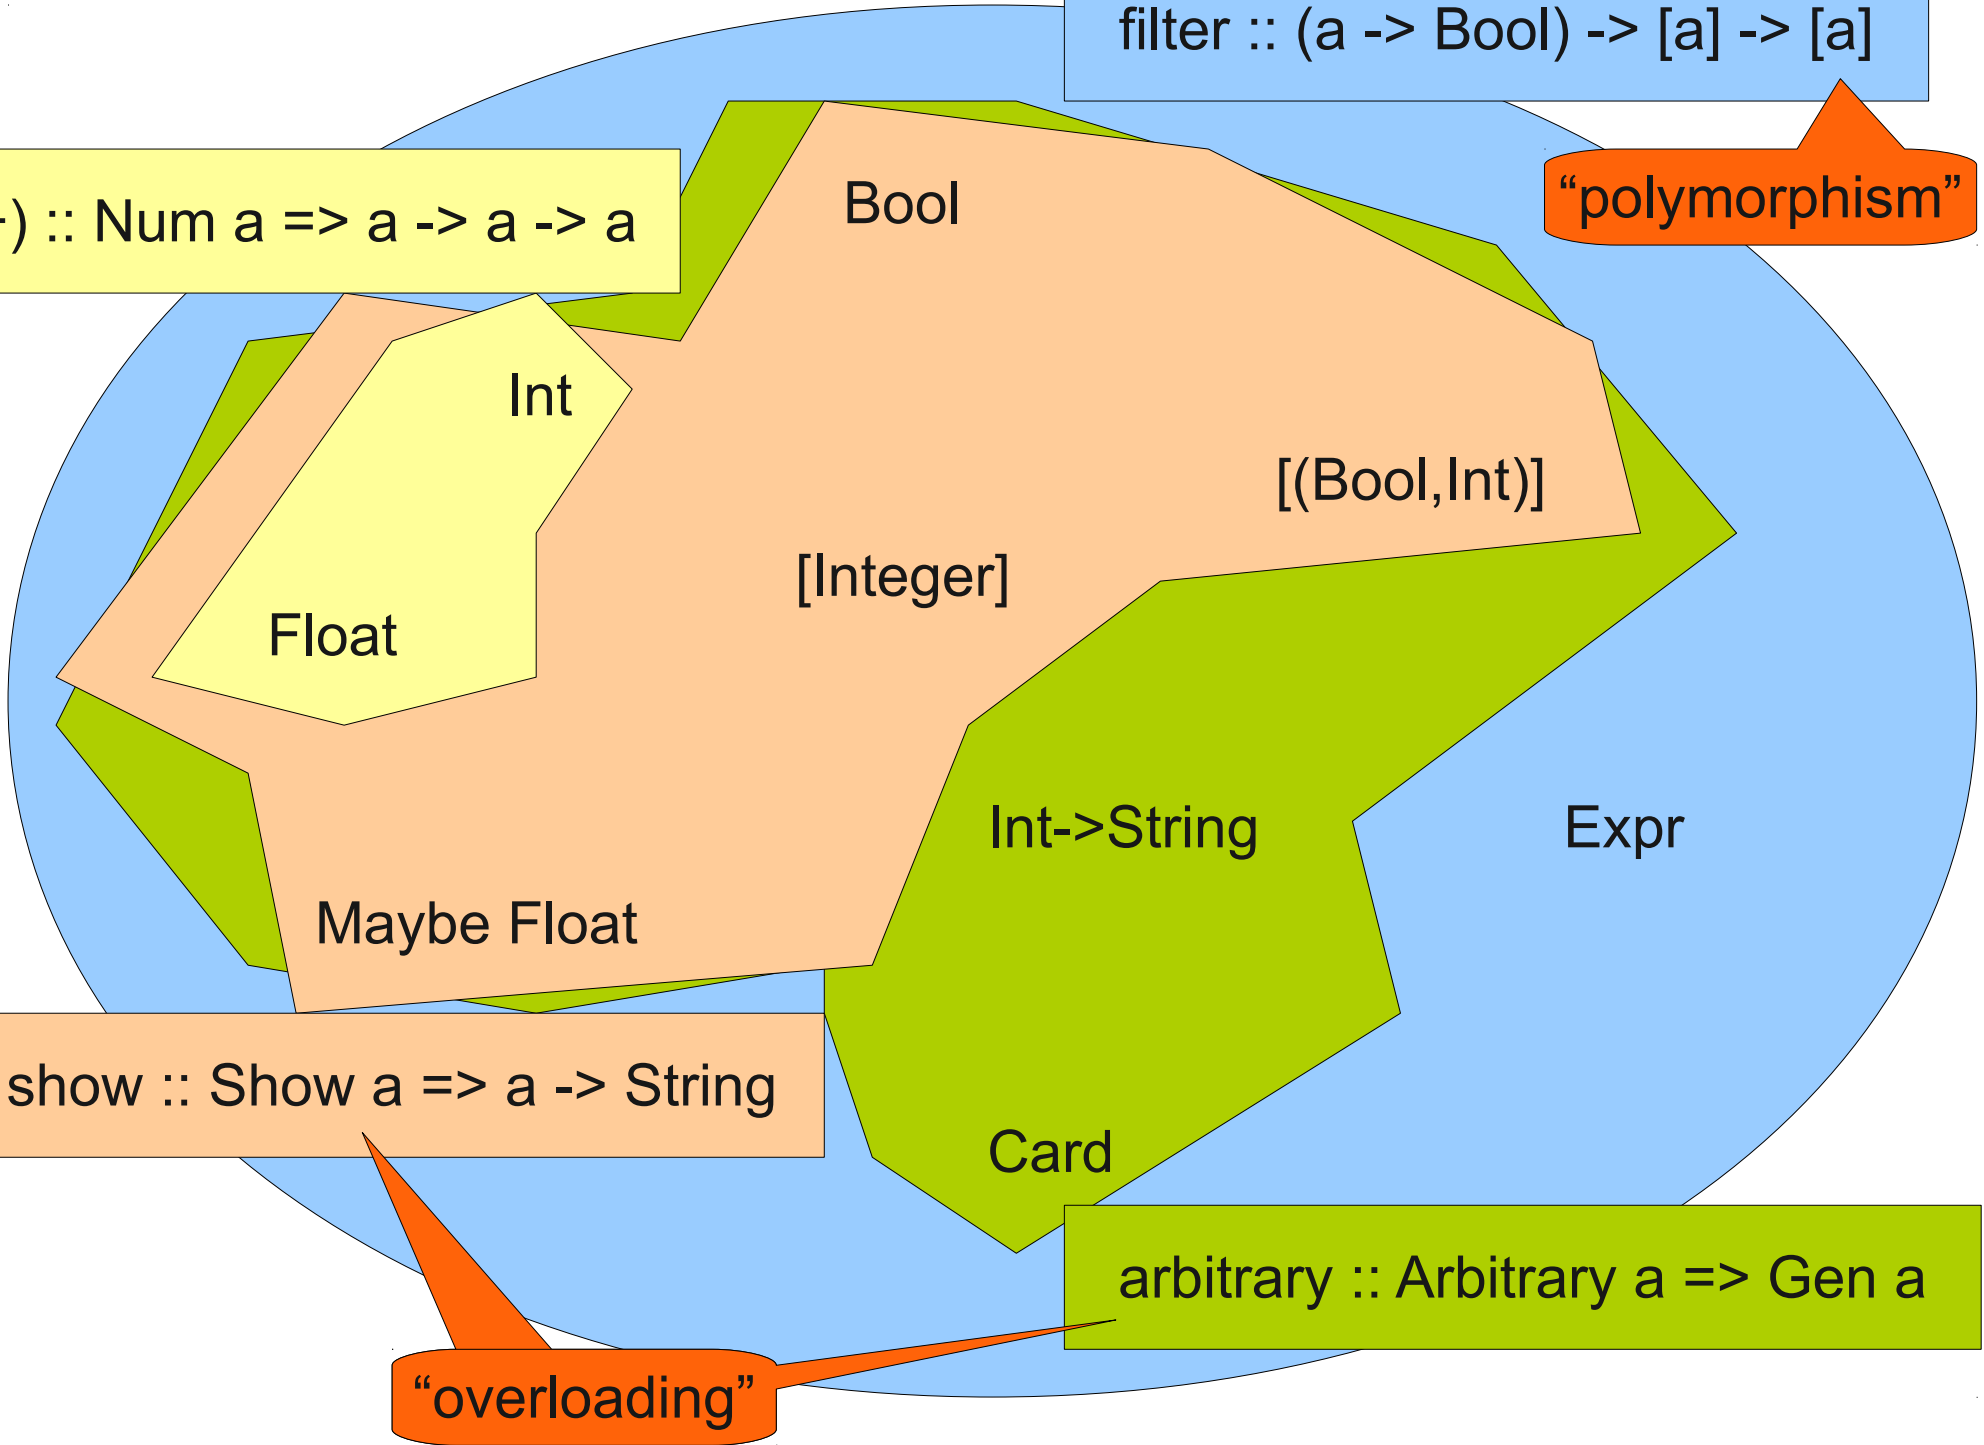 filter :: (a -> Bool) -> [a] -> [a]
“polymorphism”
) :: Num a => a -> a -> a
Bool
Int
[(Bool,Int)]
[Integer]
Float
Int->String
Expr
Maybe Float
show :: Show a => a -> String
Card
arbitrary :: Arbitrary a => Gen a
“overloading”